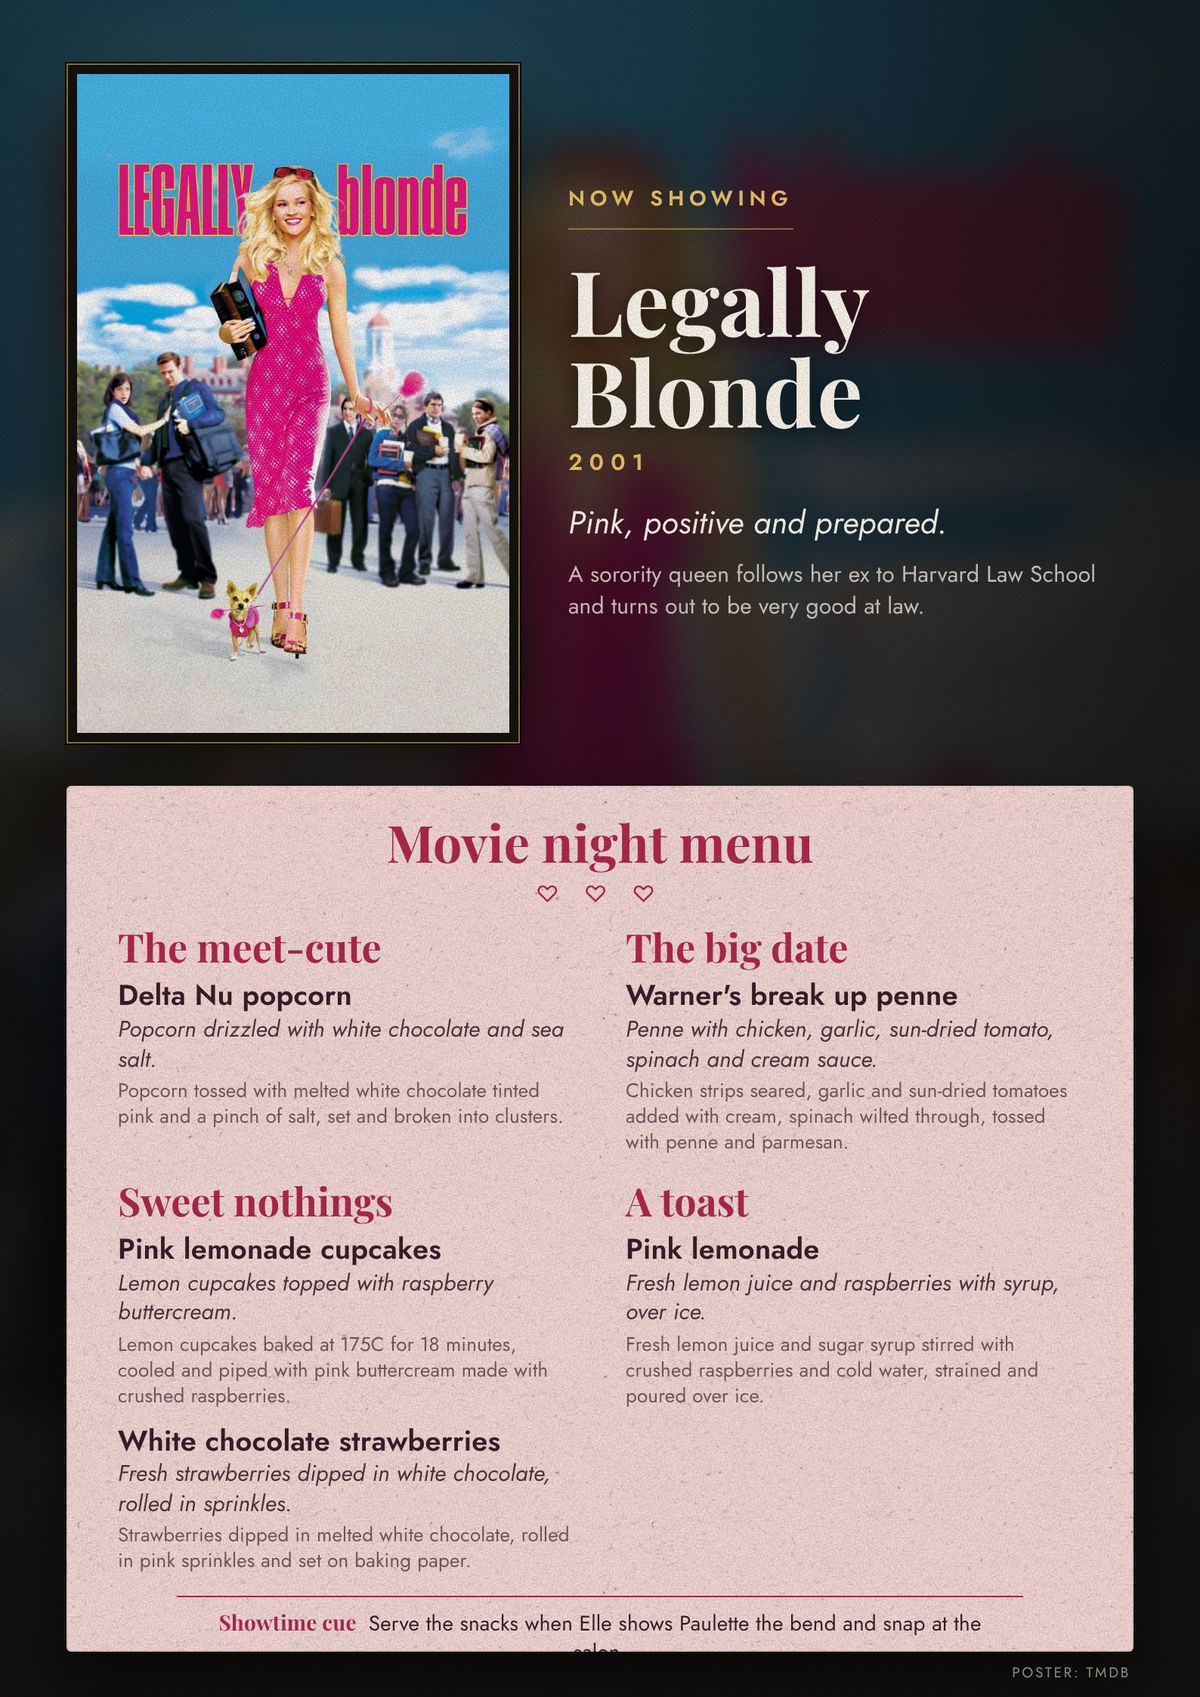 LEGALLY blonde
NOW SHOWING
Legally
Blonde
2001
Pink, positive and prepared.
A sorority queen follows her ex to Harvard Law School
and turns out to be very good at law.
Movie night menu
The meet-cute
Delta Nu popcorn
Popcorn drizzled with white chocolate and sea
salt.
Popcorn tossed with melted white chocolate tinted
pink and a pinch of salt, set and broken into clusters.
The big date
Warner's break up penne
Penne with chicken, garlic, sun-dried tomato,
spinach and cream sauce.
Chicken strips seared, garlic and sun-dried tomatoes
added with cream, spinach wilted through, tossed
with penne and parmesan.
Sweet nothings
Pink lemonade cupcakes
Lemon cupcakes topped with raspberry
buttercream.
Lemon cupcakes baked at 175C for 18 minutes,
cooled and piped with pink buttercream made with
crushed raspberries.
White chocolate strawberries
Fresh strawberries dipped in white chocolate,
rolled in sprinkles.
Strawberries dipped in melted white chocolate, rolled
in pink sprinkles and set on baking paper.
A toast
Pink lemonade
Fresh lemon juice and raspberries with syrup,
over ice.
Fresh lemon juice and sugar syrup stirred with
crushed raspberries and cold water, strained and
poured over ice.
Showtime cue Serve the snacks when Elle shows Paulette the bend and snap at the
salon
POSTER: TMDB